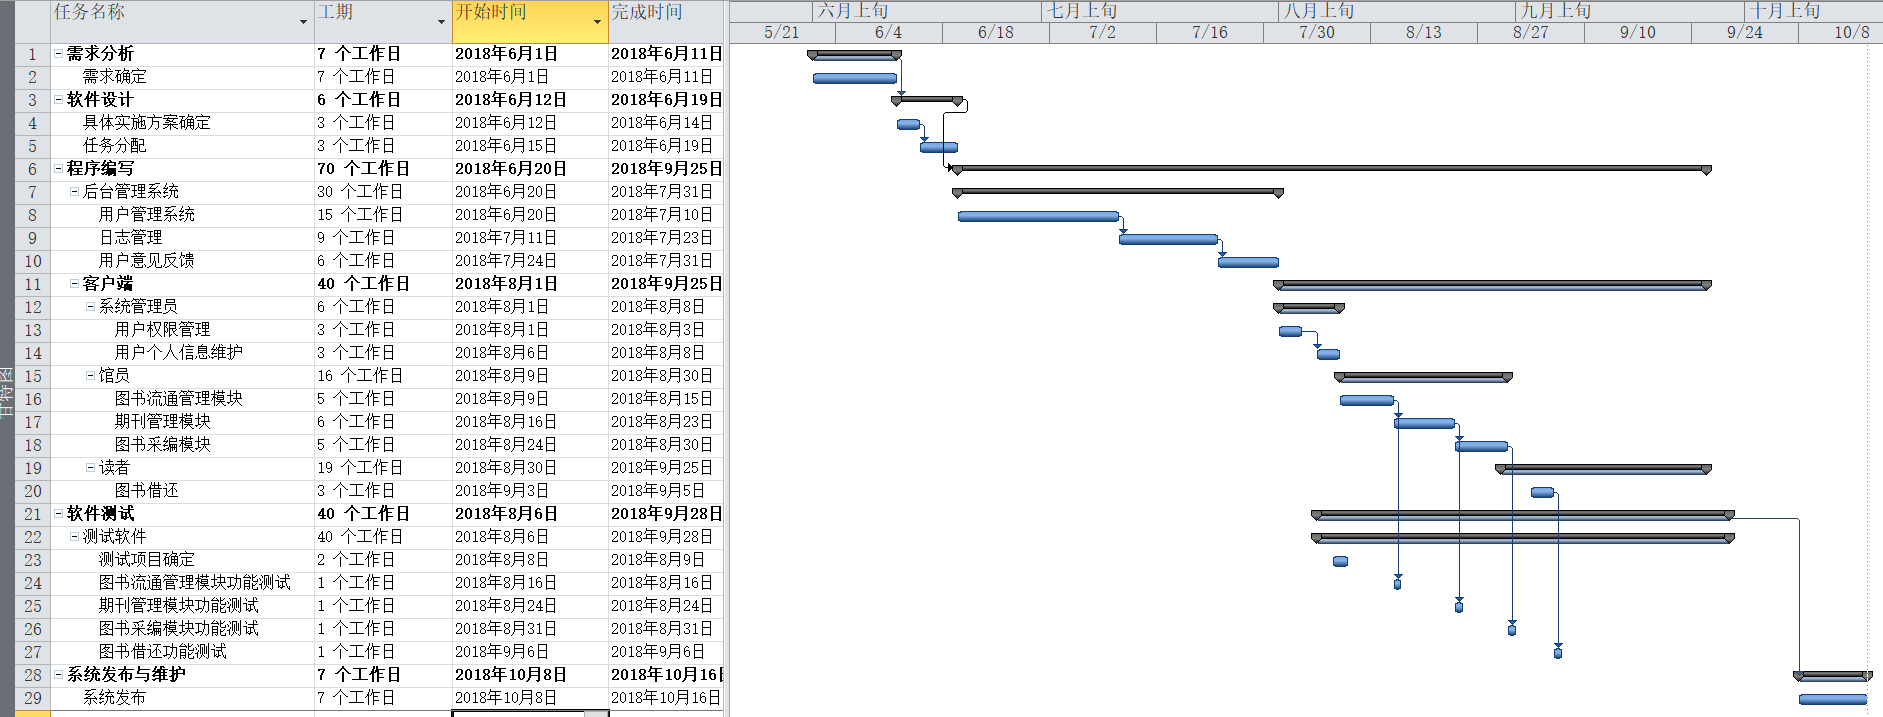 任务名称 工期 开始时间 完成时间 六月上旬 七月上旬 八月上旬 九月上旬 十月上旬
5/21 6/4 6/18 7/2 7/16 7/30 8/13 8/27 9/10 9/24 10/8
1 需求分析 7 个工作日 2018年6月1日 2018年6月11日
2 需求确定 7 个工作日 2018年6月1日 2018年6月11日
3 软件设计 6 个工作日 2018年6月12日 2018年6月19日
4 具体实施方案确定 3 个工作日 2018年6月12日 2018年6月14日
5 任务分配 3 个工作日 2018年6月15日 2018年6月19日
6 程序编写 70 个工作日 2018年6月20日 2018年9月25日
7 后台管理系统 30 个工作日 2018年6月20日 2018年7月31日
8 用户管理系统 15 个工作日 2018年6月20日 2018年7月10日
9 日志管理 9 个工作日 2018年7月11日 2018年7月23日
10 用户意见反馈 6 个工作日 2018年7月24日 2018年7月31日
11 客户端 40 个工作日 2018年8月1日 2018年9月25日
12 系统管理员 6 个工作日 2018年8月1日 2018年8月8日
13 用户权限管理 3 个工作日 2018年8月1日 2018年8月3日
14 用户个人信息维护 3 个工作日 2018年8月6日 2018年8月8日
15 馆员 16 个工作日 2018年8月9日 2018年8月30日
16 图书流通管理模块 5 个工作日 2018年8月9日 2018年8月15日
17 期刊管理模块 6 个工作日 2018年8月16日 2018年8月23日
18 图书采编模块 5 个工作日 2018年8月24日 2018年8月30日
19 读者 19 个工作日 2018年8月30日 2018年9月25日
20 图书借还 3 个工作日 2018年9月3日 2018年9月5日
21 软件测试 40 个工作日 2018年8月6日 2018年9月28日
22 测试软件 40 个工作日 2018年8月6日 2018年9月28日
23 测试项目确定 2 个工作日 2018年8月8日 2018年8月9日
24 图书流通管理模块功能测试 1 个工作日 2018年8月16日 2018年8月16日
25 期刊管理模块功能测试 1 个工作日 2018年8月24日 2018年8月24日
26 图书采编模块功能测试 1 个工作日 2018年8月31日 2018年8月31日
27 图书借还功能测试 1 个工作日 2018年9月6日 2018年9月6日
28 系统发布与维护 7 个工作日 2018年10月8日 2018年10月16日
29 系统发布 7 个工作日 2018年10月8日 2018年10月16日
甘特图